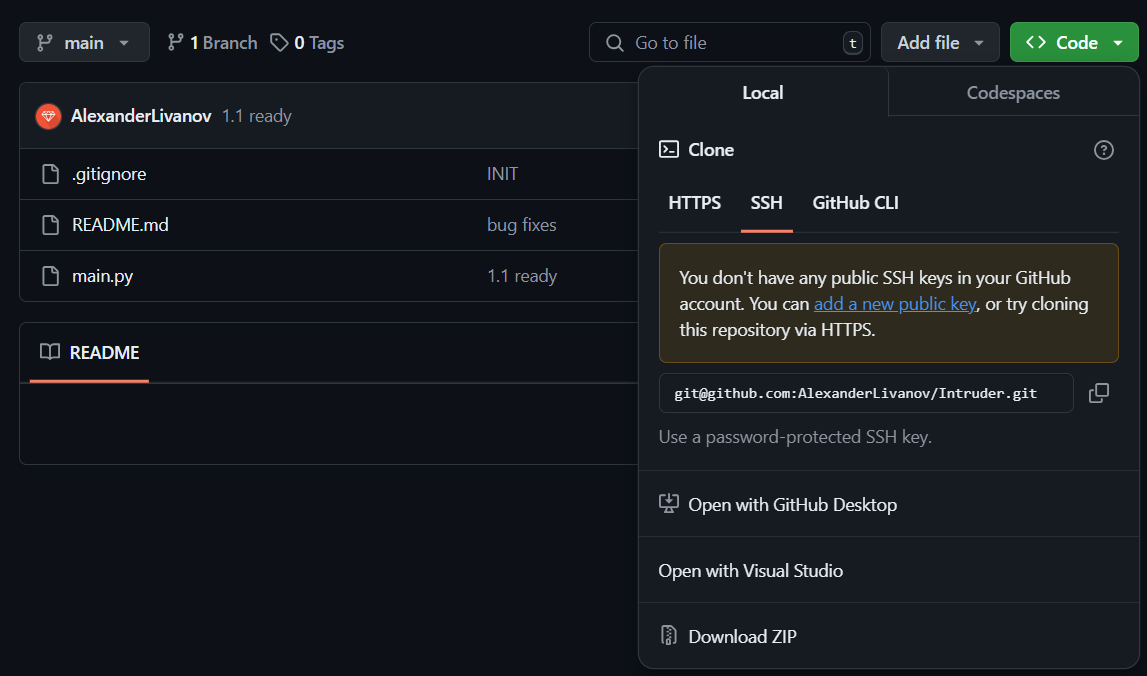 main
1 Branch
0 Tags
Go to file
t
Add file
Code
AlexanderLivanov 1.1 ready
.gitignore INIT
README.md bug fixes
main.py 1.1 ready
README
Local
Codespaces
Clone
HTTPS
SSH
GitHub CLI
You don't have any public SSH keys in your GitHub
account. You can add a new public key, or try cloning
this repository via HTTPS.
git@github.com:AlexanderLivanov/Intruder.git
Use a password-protected SSH key.
Open with GitHub Desktop
Open with Visual Studio
Download ZIP